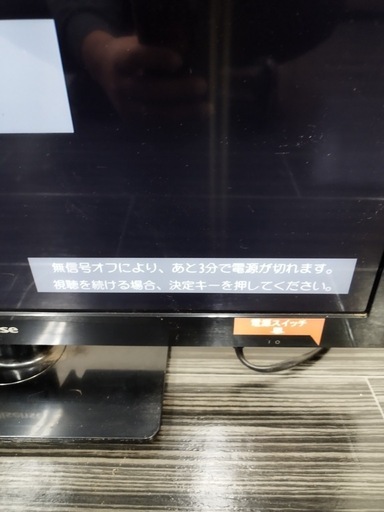 無信号オフにより、あと3分で電源が切れます。
視聴を続ける場合、決定キーを押してください。
se
電源スイッチ